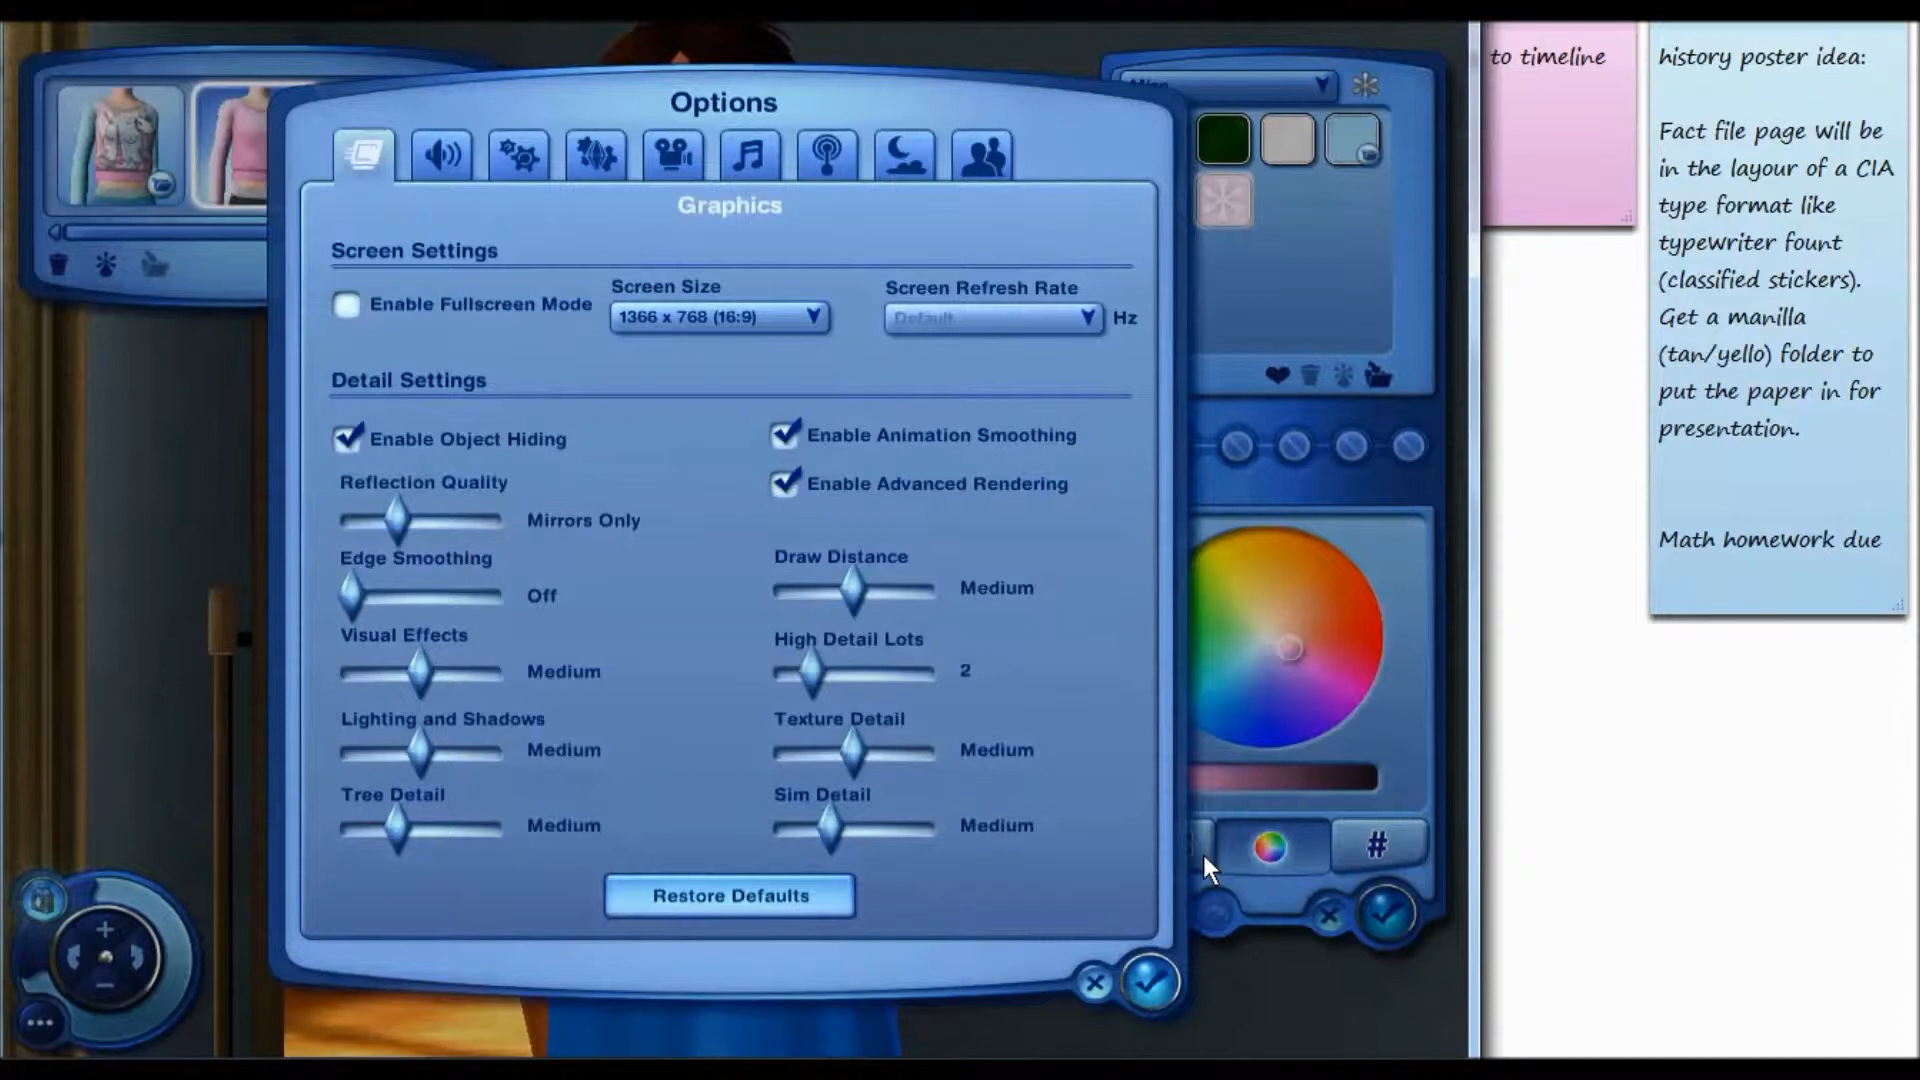 Options
Graphics
Screen Settings
Enable Fullscreen Mode
Screen Size
1366 x 768 (16:9)
Screen Refresh Rate
Default
Hz
Detail Settings
Enable Object Hiding
Enable Animation Smoothing
Reflection Quality
Mirrors Only
Enable Advanced Rendering
Edge Smoothing
Off
Draw Distance
Medium
Visual Effects
Medium
High Detail Lots
2
Lighting and Shadows
Medium
Texture Detail
Medium
Tree Detail
Medium
Sim Detail
Medium
Restore Defaults
#
to timeline
history poster idea:
Fact file page will be
in the layour of a CIA
type format like
typewriter fount
(classified stickers).
Get a manilla
(tan/yello) folder to
put the paper in for
presentation.
Math homework due